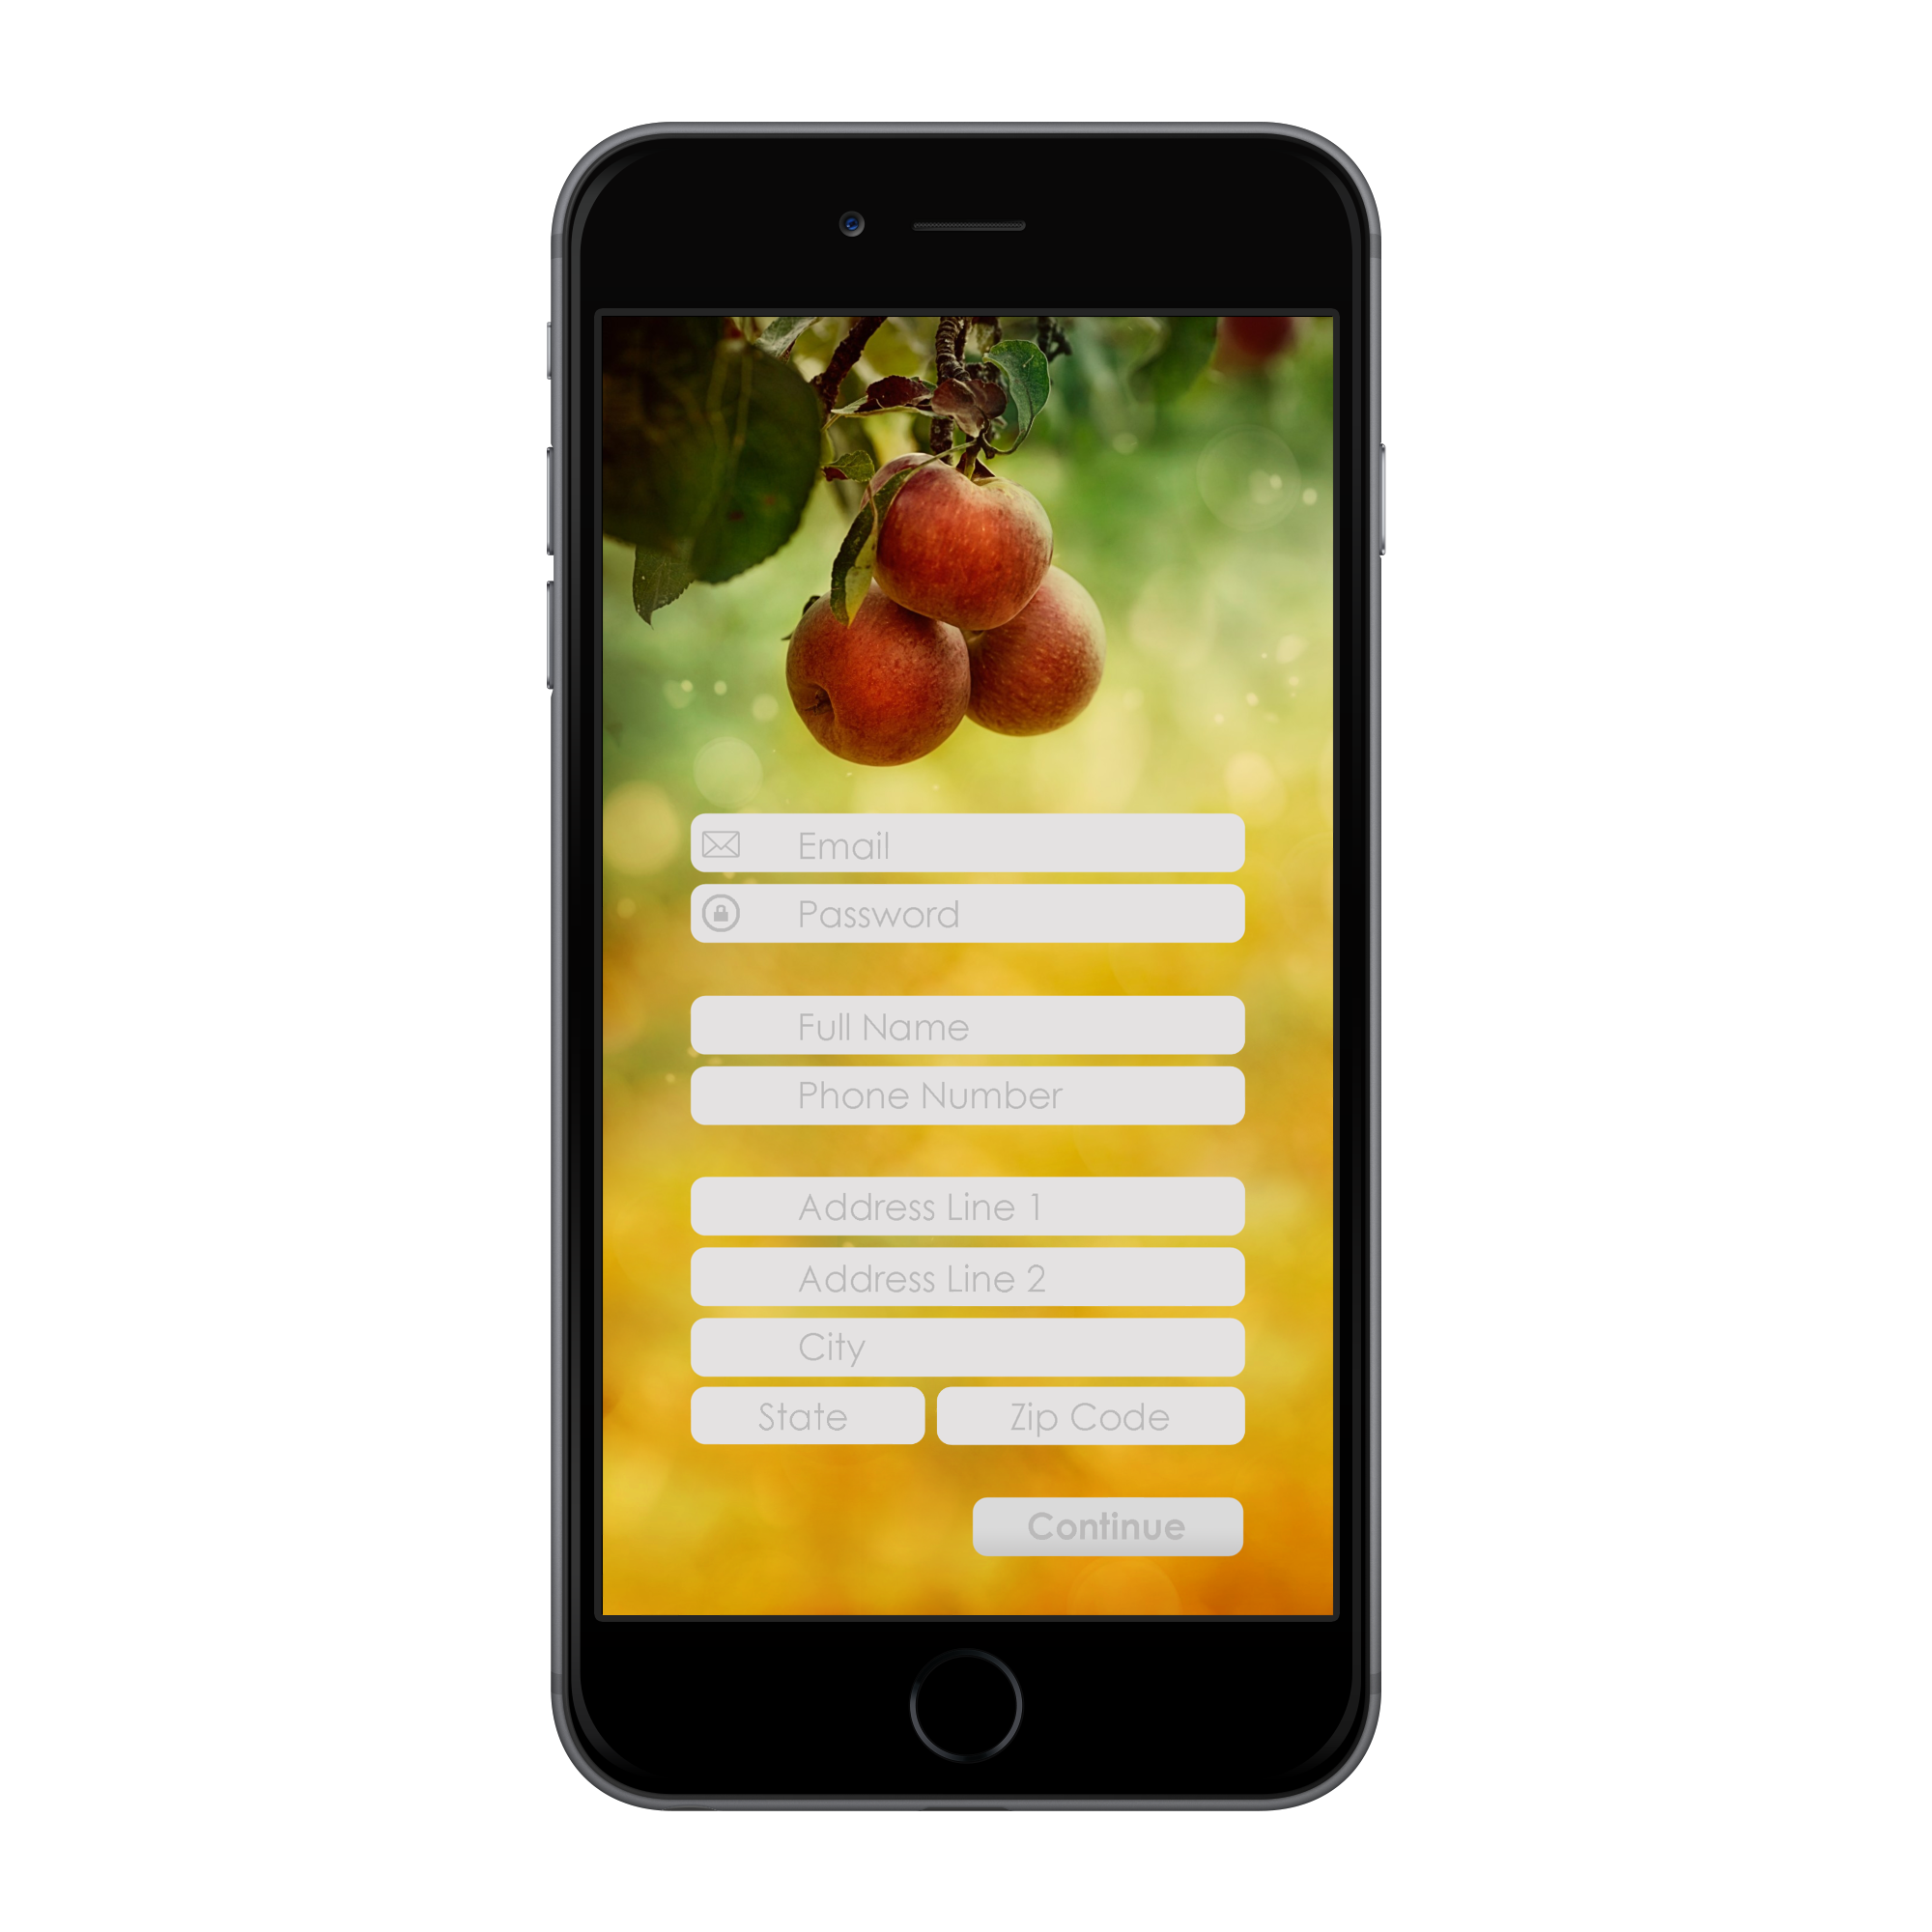 Email
Password
Full Name
Phone Number
Address Line 1
Address Line 2
City
State Zip Code
Continue